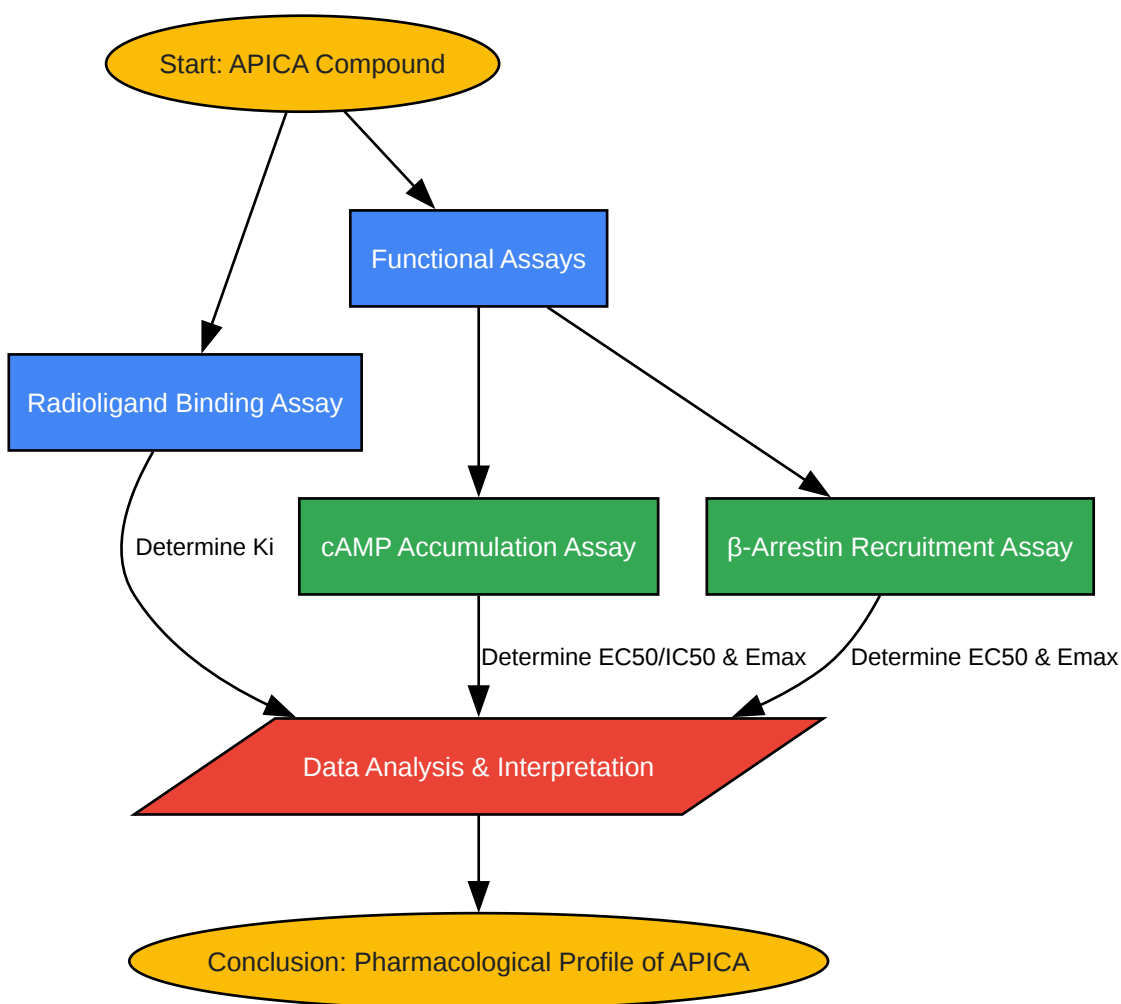 Start: APICA Compound
Functional Assays
Radioligand Binding Assay
Determine Ki
cAMP Accumulation Assay
β-Arrestin Recruitment Assay
Determine EC50/IC50 & Emax
Determine EC50 & Emax
Data Analysis & Interpretation
Conclusion: Pharmacological Profile of APICA